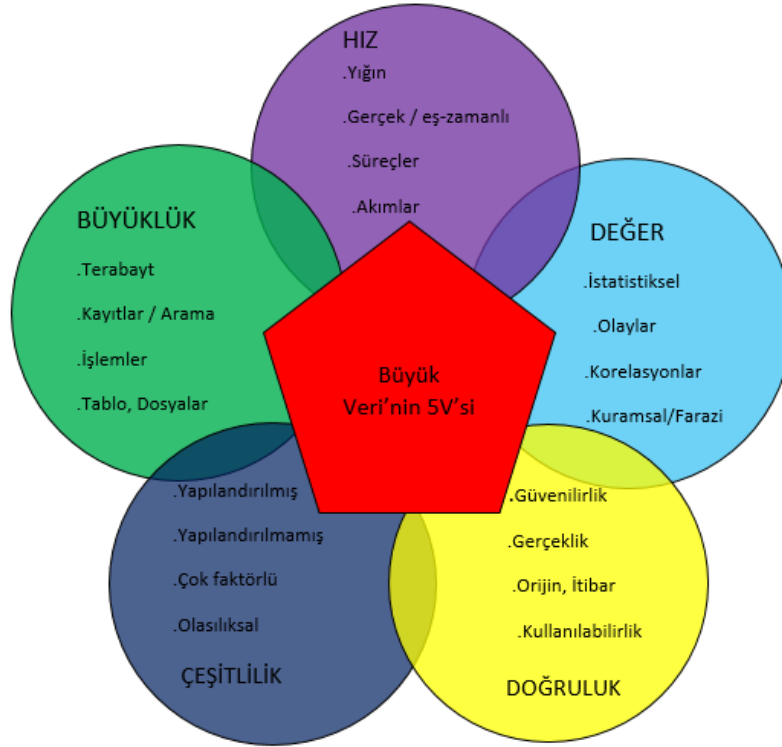 HIZ
.Yığın
.Gerçek / eş-zamanlı
.Süreçler
.Akımlar
BÜYÜKLÜK
.Terabayt
.Kayıtlar / Arama
.İşlemler
.Tablo, Dosyalar
DEĞER
.İstatistiksel
.Olaylar
.Korelasyonlar
.Kuramsal/Farazi
Büyük
Veri’nin 5V’si
.Yapılandırılmış
.Yapılandırılmamış
.Çok faktörlü
.Olasılıksal
ÇEŞİTLİLİK
.Güvenilirlik
.Gerçeklik
.Orijin, İtibar
.Kullanılabilirlik
DOĞRULUK